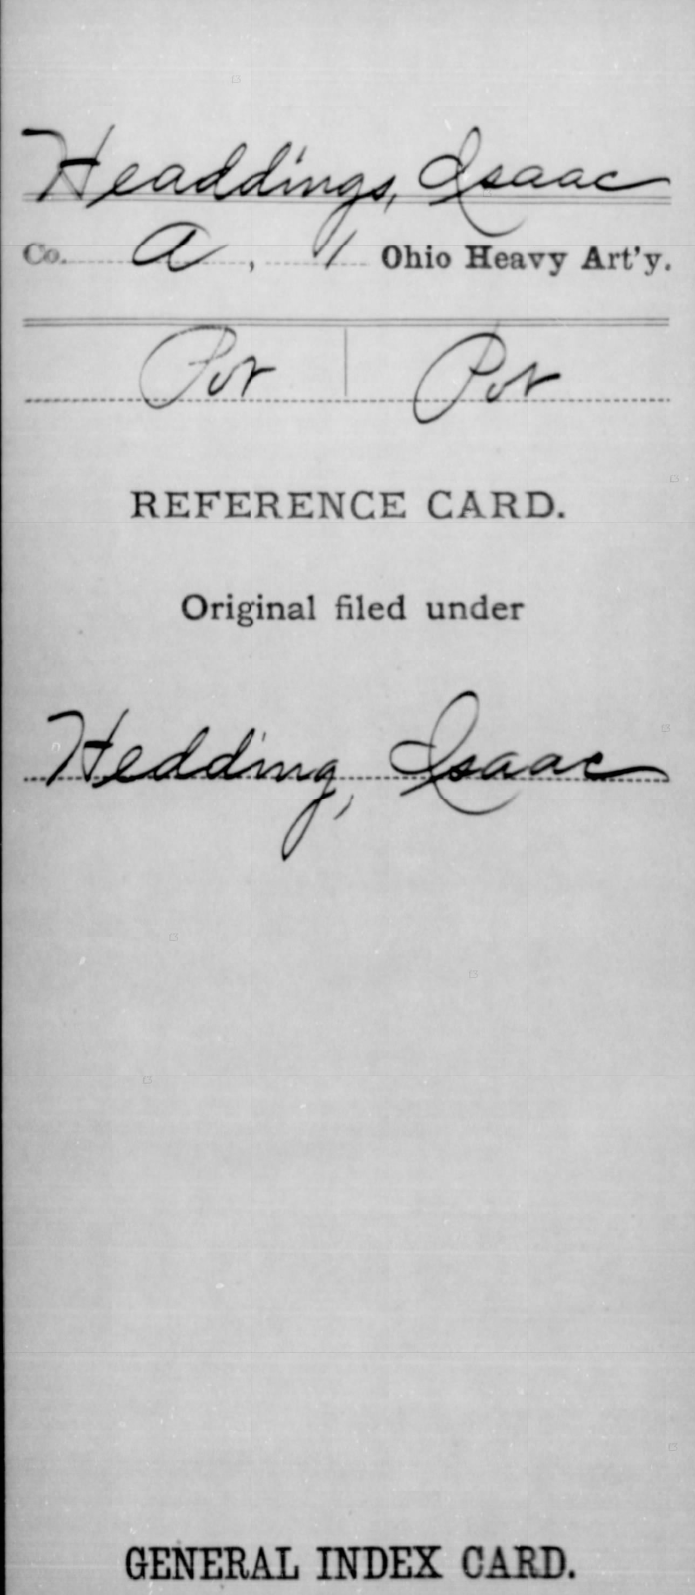 Headdings, Isaac
Co. A, 1 Ohio Heavy Art'y.
Pvt | Pvt
REFERENCE CARD.
Original filed under
Hedding, Isaac
GENERAL INDEX CARD.